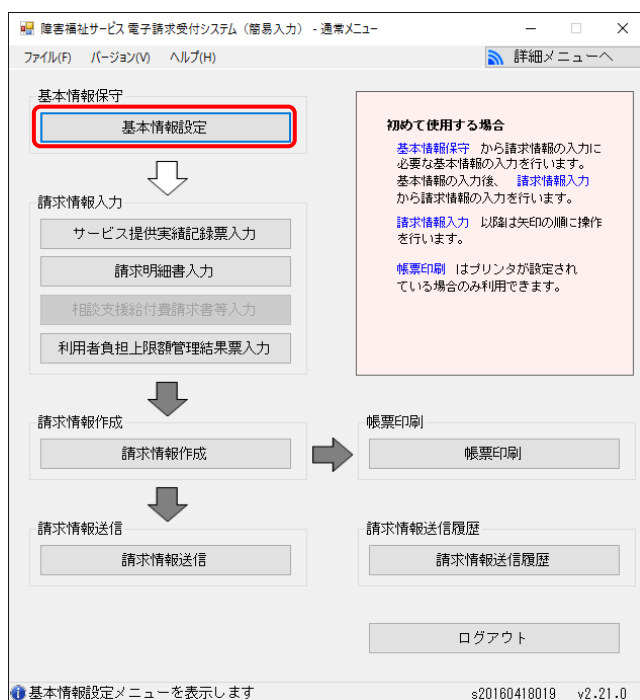 障害福祉サービス 電子請求受付システム（簡易入力） - 通常メニュー
ファイル(F) バージョン(V) ヘルプ(H)
詳細メニューへ
基本情報保守
基本情報設定
初めて使用する場合
基本情報保守 から請求情報の入力に
必要な基本情報の入力を行います。
基本情報の入力後、 請求情報入力
から請求情報の入力を行います。
請求情報入力 以降は矢印の順に操作
を行います。
帳票印刷 はプリンタが設定され
ている場合のみ利用できます。
請求情報入力
サービス提供実績記録票入力
請求明細書入力
相談支援給付費請求書等入力
利用者負担上限額管理結果票入力
請求情報作成
請求情報作成
帳票印刷
帳票印刷
請求情報送信
請求情報送信
請求情報送信履歴
請求情報送信履歴
ログアウト
基本情報設定メニューを表示します
s20160418019 v2.21.0